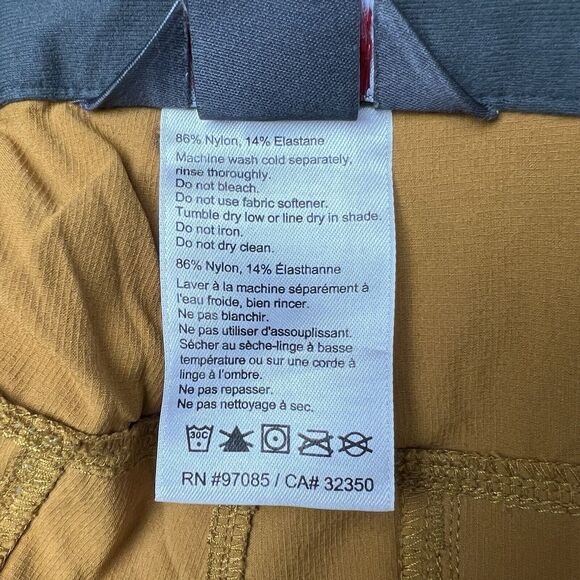 86% Nylon, 14% Elastane
Machine wash cold separately,
rinse thoroughly.
Do not bleach.
Do not use fabric softener.
Tumble dry low or line dry in shade.
Do not iron.
Do not dry clean.
86% Nylon, 14% Élasthanne
Laver à la machine séparément à
l'eau froide, bien rincer.
Ne pas blanchir.
Ne pas utiliser d'assouplissant.
Sécher au sèche-linge à basse
température ou sur une corde à
linge à l'ombre.
Ne pas repasser.
Ne pas nettoyage à sec.
30C
RN #97085 / CA# 32350